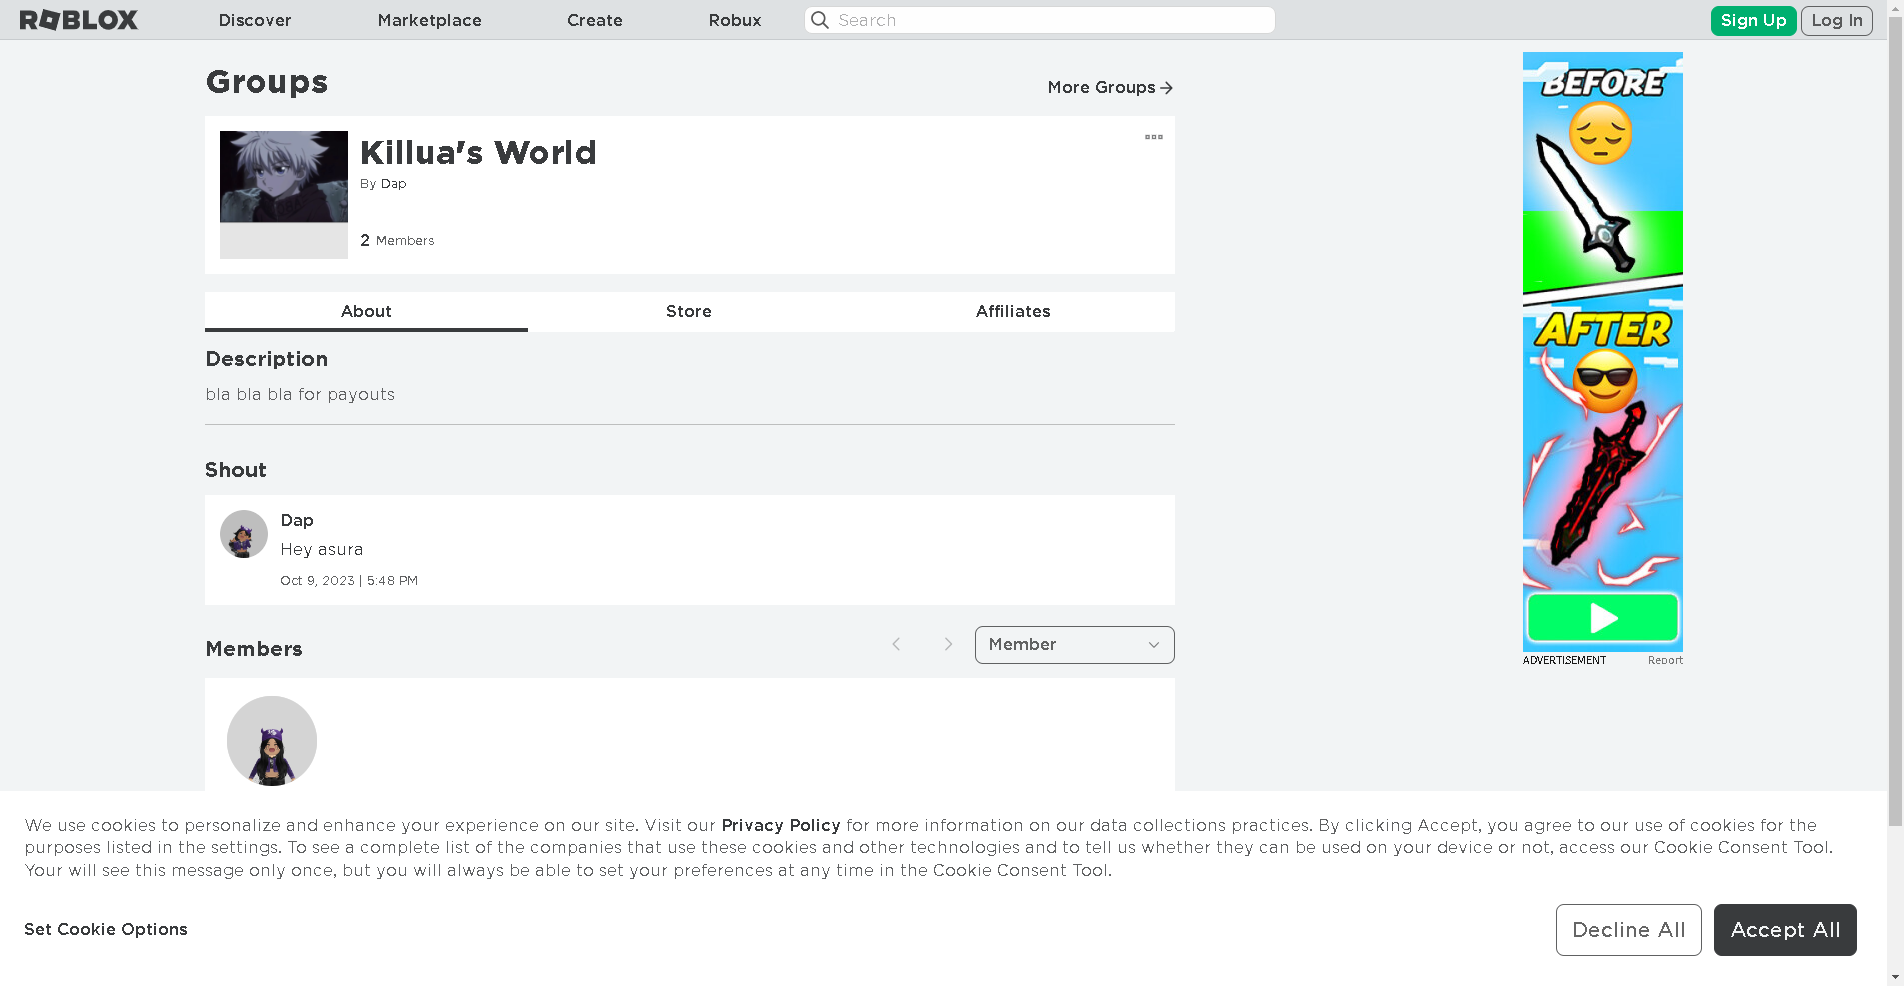 ROBLOX
Discover
Marketplace
Create
Robux
Search
Sign Up
Log In
Groups
More Groups
Killua's World
By Dap
2 Members
About
Store
Affiliates
Description
bla bla bla for payouts
Shout
Dap
Hey asura
Oct 9, 2023 | 5:48 PM
Members
Member
BEFORE
AFTER
ADVERTISEMENT
Report
We use cookies to personalize and enhance your experience on our site. Visit our Privacy Policy for more information on our data collections practices. By clicking Accept, you agree to our use of cookies for the
purposes listed in the settings. To see a complete list of the companies that use these cookies and other technologies and to tell us whether they can be used on your device or not, access our Cookie Consent Tool.
Your will see this message only once, but you will always be able to set your preferences at any time in the Cookie Consent Tool.
Set Cookie Options
Decline All
Accept All